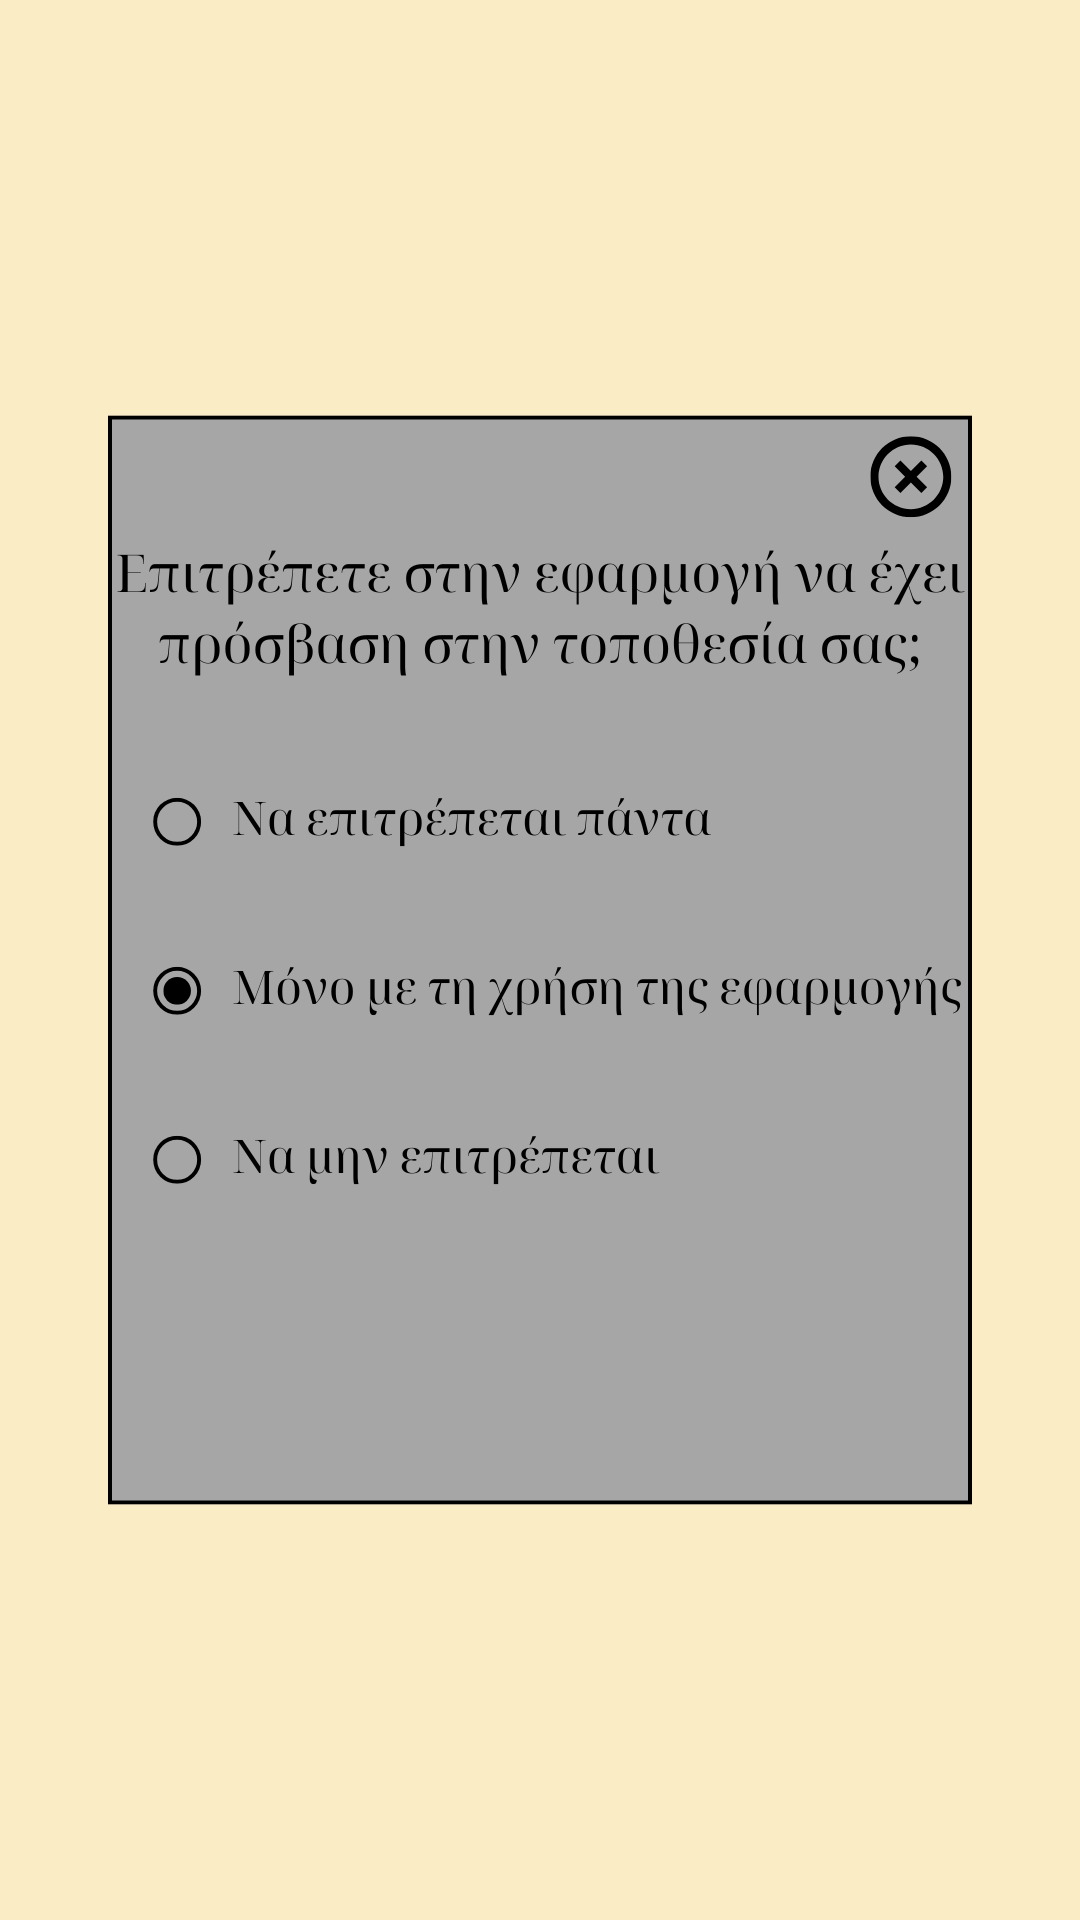 Επιτρέπετε στην εφαρμογή να έχει
πρόσβαση στην τοποθεσία σας;
Να επιτρέπεται πάντα
Μόνο με τη χρήση της εφαρμογής
Να μην επιτρέπεται